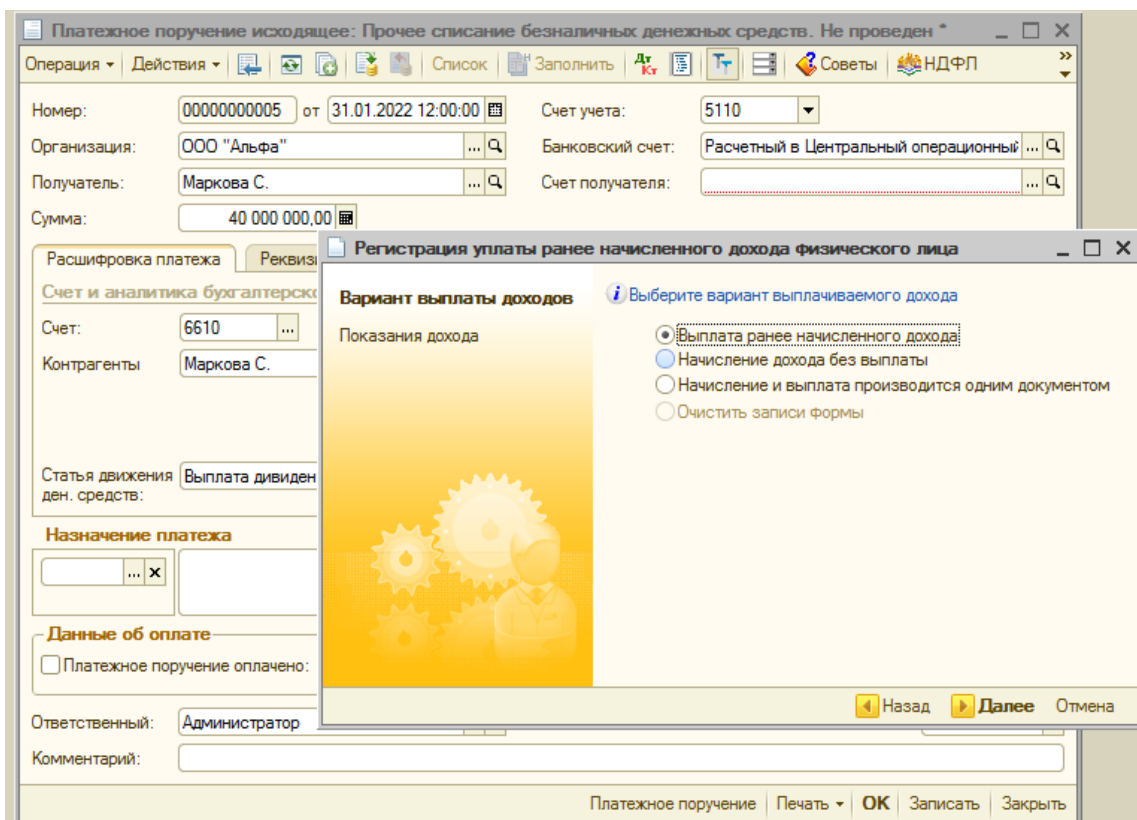 Платежное поручение исходящее: Прочее списание безналичных денежных средств. Не проведен *
Операция Действия Список Заполнить Дт Кт Советы НДФЛ
Номер: 00000000005 от 31.01.2022 12:00:00 Счет учета: 5110
Организация: ООО "Альфа" Банковский счет: Расчетный в Центральный операционный
Получатель: Маркова С. Счет получателя:
Сумма: 40 000 000,00
Расшифровка платежа
Счет и аналитика
Счет: 6610
Контрагенты Маркова С.
Статья движения ден. средств: Выплата
Назначение платежа
Данные об оплате
Платежное поручение оплачено:
Ответственный: Администратор
Комментарий:
Платежное поручение Печать OK Записать Закрыть
Регистрация уплаты ранее начисленного дохода физического лица
Вариант выплаты доходов
Показания дохода
Выберите вариант выплачиваемого дохода
Выплата ранее начисленного дохода
Начисление дохода без выплаты
Начисление и выплата производится одним документом
Очистить записи формы
Назад Далее Отмена